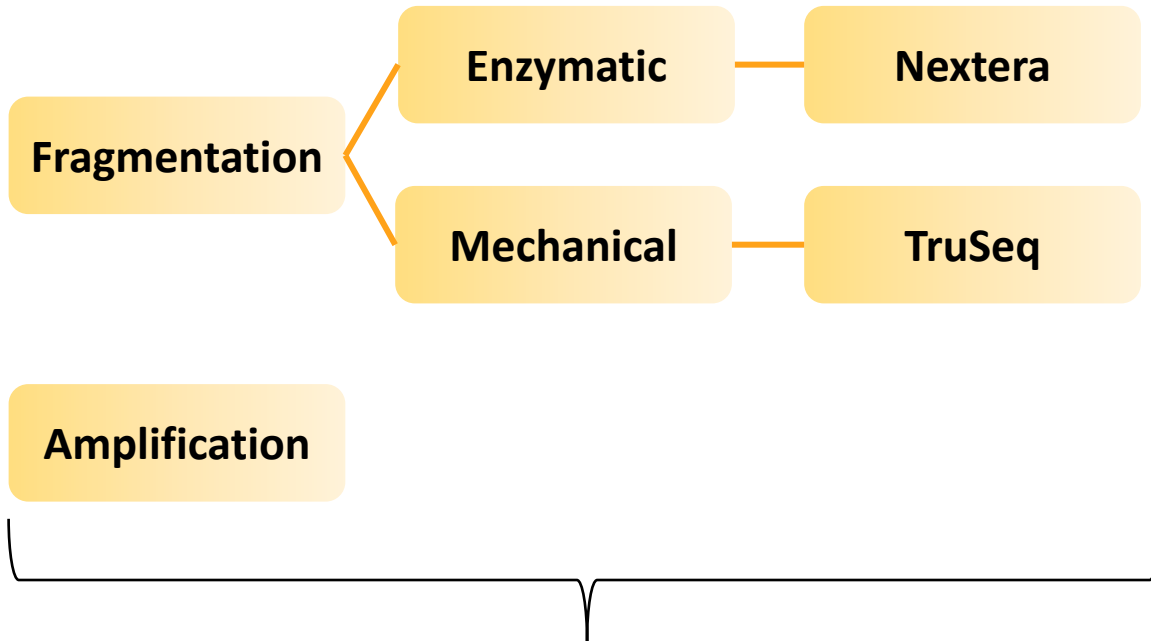 Fragmentation
Enzymatic
Nextera
Mechanical
TruSeq
Amplification